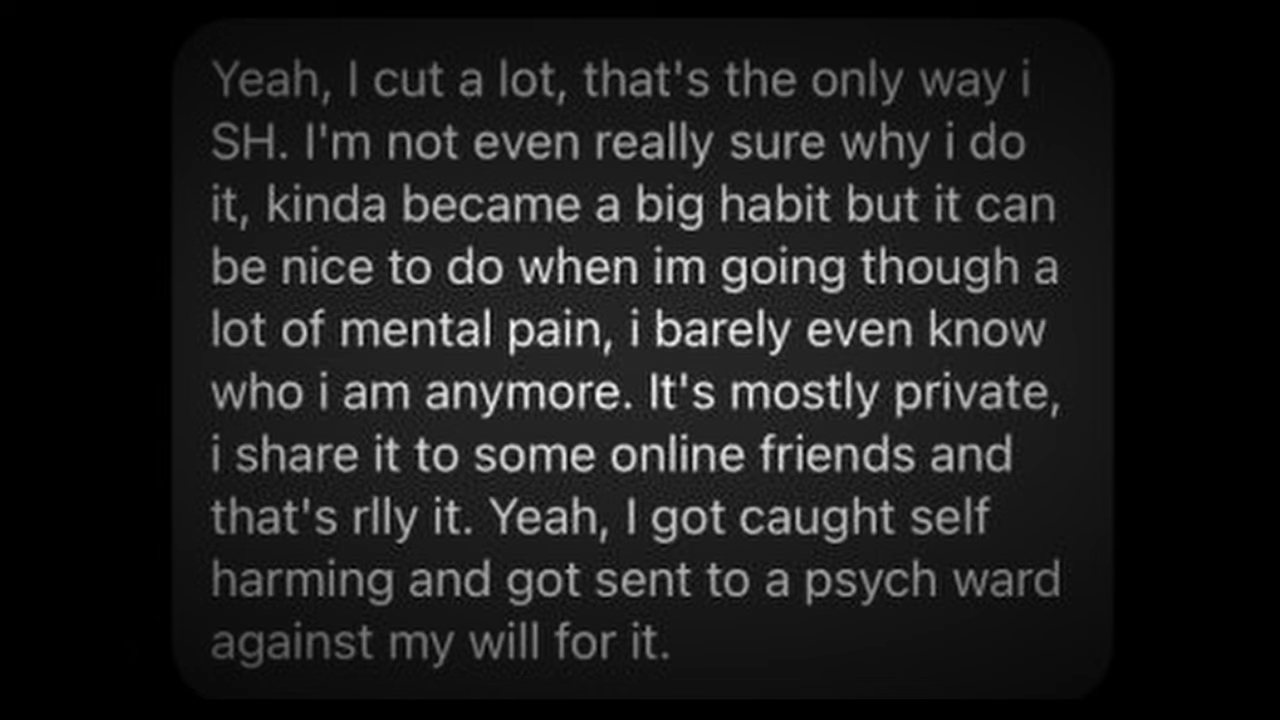 Yeah, I cut a lot, that's the only way i
SH. I'm not even really sure why i do
it, kinda became a big habit but it can
be nice to do when im going though a
lot of mental pain, i barely even know
who i am anymore. It's mostly private,
i share it to some online friends and
that's rlly it. Yeah, I got caught self
harming and got sent to a psych ward
against my will for it.